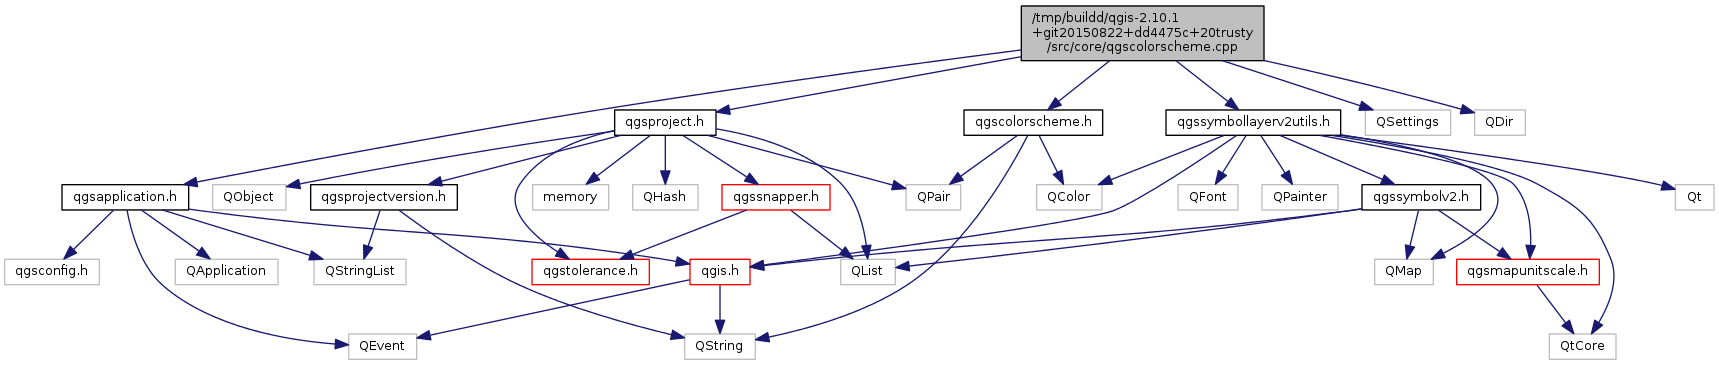 /tmp/buildd/qgis-2.10.1
+git20150822+dd4475c+20trusty
/src/core/qgscolorscheme.cpp
qgsproject.h
qgscolorscheme.h
qgssymbollayerv2utils.h
QSettings
QDir
qgsapplication.h
QObject
qgsprojectversion.h
memory
QHash
qgssnapper.h
QPair
QColor
QFont
QPainter
qgssymbolv2.h
Qt
qgsconfig.h
QApplication
QStringList
qgstolerance.h
qgis.h
QList
QMap
qgsmapunitscale.h
QEvent
QString
QtCore